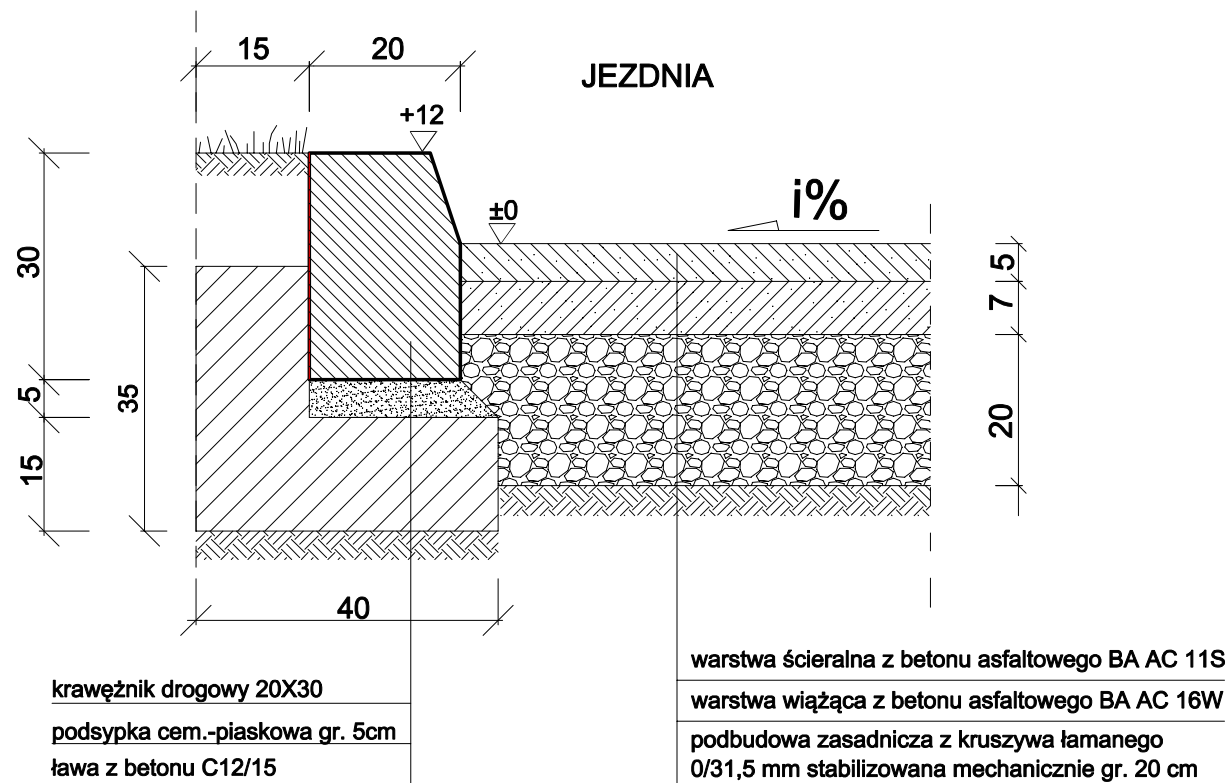 15
20
JEZDNIA
+12
±0
i%
30
5
15
35
5
7
20
40
krawężnik drogowy 20X30
podsypka cem.-piaskowa gr. 5cm
ława z betonu C12/15
warstwa ścieralna z betonu asfaltowego BA AC 11S
warstwa wiążąca z betonu asfaltowego BA AC 16W
podbudowa zasadnicza z kruszywa łamanego
0/31,5 mm stabilizowana mechanicznie gr. 20 cm